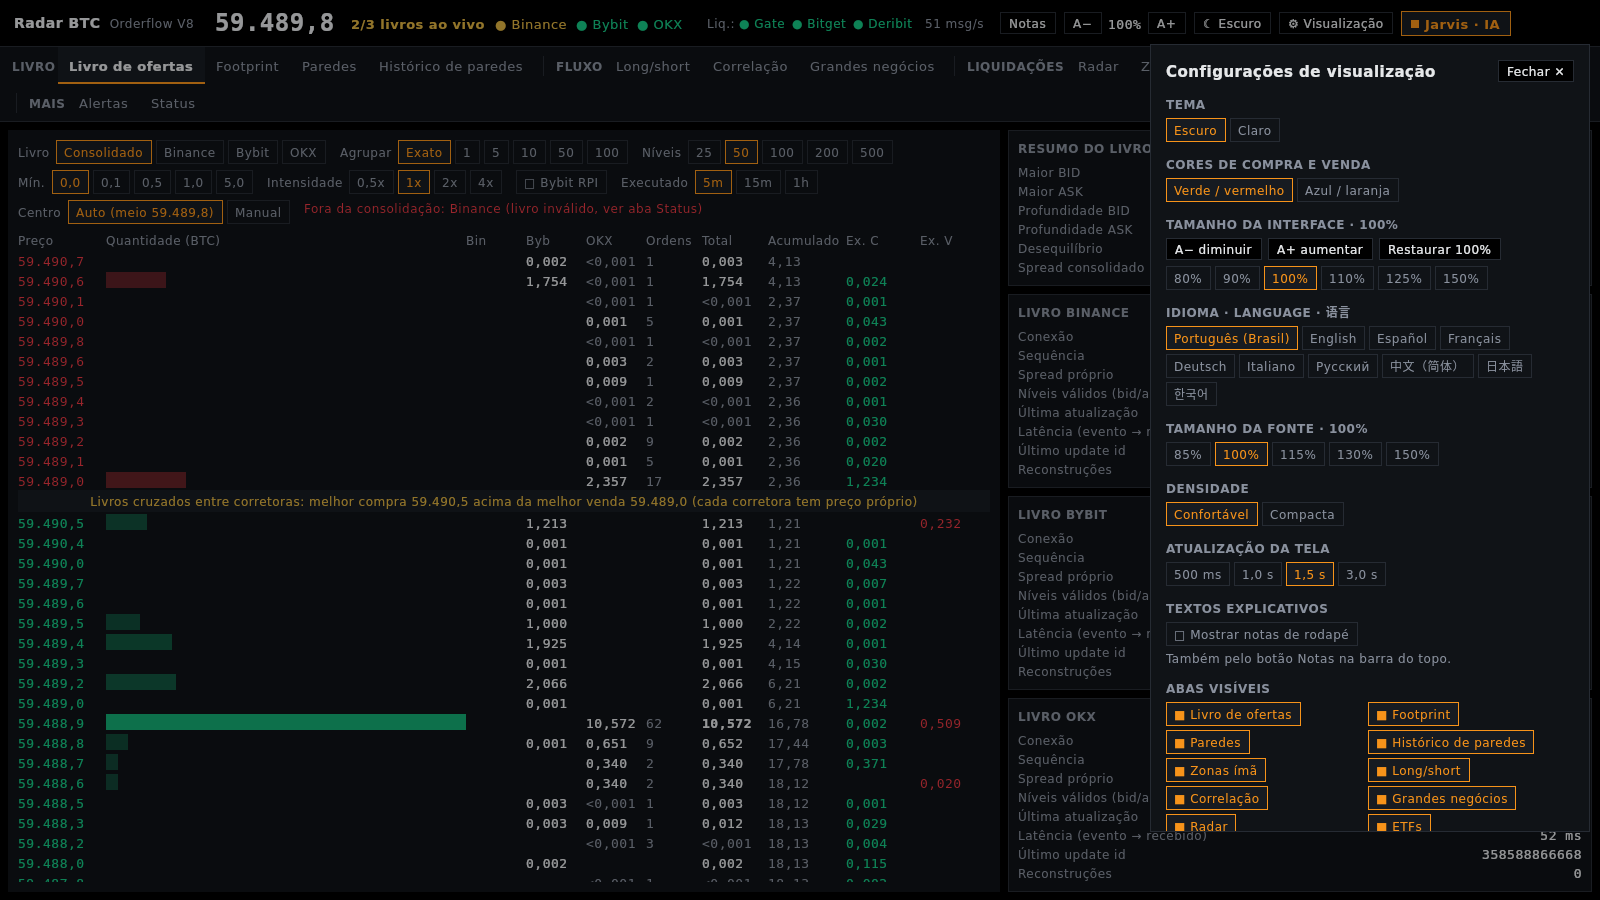 Radar BTC Orderflow V8 59.489,8 2/3 livros ao vivo ● Binance ● Bybit ● OKX Liq.: ● Gate ● Bitget ● Deribit 51 msg/s Notas A− 100% A+ ☾ Escuro ⚙ Visualização ■ Jarvis · IA
LIVRO Livro de ofertas Footprint Paredes Histórico de paredes FLUXO Long/short Correlação Grandes negócios LIQUIDAÇÕES Radar Z
MAIS Alertas Status
Livro Consolidado Binance Bybit OKX Agrupar Exato 1 5 10 50 100 Níveis 25 50 100 200 500
Mín. 0,0 0,1 0,5 1,0 5,0 Intensidade 0,5x 1x 2x 4x □ Bybit RPI Executado 5m 15m 1h
Centro Auto (meio 59.489,8) Manual Fora da consolidação: Binance (livro inválido, ver aba Status)
Preço Quantidade (BTC) Bin Byb OKX Ordens Total Acumulado Ex. C Ex. V
59.490,7 0,002 <0,001 1 0,003 4,13
59.490,6 1,754 <0,001 1 1,754 4,13 0,024
59.490,1 <0,001 1 <0,001 2,37 0,001
59.490,0 0,001 5 0,001 2,37 0,043
59.489,8 <0,001 1 <0,001 2,37 0,002
59.489,6 0,003 2 0,003 2,37 0,001
59.489,5 0,009 1 0,009 2,37 0,002
59.489,4 <0,001 2 <0,001 2,36 0,001
59.489,3 <0,001 1 <0,001 2,36 0,030
59.489,2 0,002 9 0,002 2,36 0,002
59.489,1 0,001 5 0,001 2,36 0,020
59.489,0 2,357 17 2,357 2,36 1,234
Livros cruzados entre corretoras: melhor compra 59.490,5 acima da melhor venda 59.489,0 (cada corretora tem preço próprio)
59.490,5 1,213 1,213 1,21 0,232
59.490,4 0,001 0,001 1,21 0,001
59.490,0 0,001 0,001 1,21 0,043
59.489,7 0,003 0,003 1,22 0,007
59.489,6 0,001 0,001 1,22 0,001
59.489,5 1,000 1,000 2,22 0,002
59.489,4 1,925 1,925 4,14 0,001
59.489,3 0,001 0,001 4,15 0,030
59.489,2 2,066 2,066 6,21 0,002
59.489,0 0,001 0,001 6,21 1,234
59.488,9 10,572 62 10,572 16,78 0,002 0,509
59.488,8 0,001 0,651 9 0,652 17,44 0,003
59.488,7 0,340 2 0,340 17,78 0,371
59.488,6 0,340 2 0,340 18,12 0,020
59.488,5 0,003 <0,001 1 0,003 18,12 0,001
59.488,3 0,003 0,009 1 0,012 18,13 0,029
59.488,2 <0,001 3 <0,001 18,13 0,004
59.488,0 0,002 0,002 18,13 0,115
RESUMO DO LIVRO
Maior BID
Maior ASK
Profundidade BID
Profundidade ASK
Desequilíbrio
Spread consolidado
LIVRO BINANCE
Conexão
Sequência
Spread próprio
Níveis válidos (bid/a
Última atualização
Latência (evento → r
Último update id
Reconstruções
LIVRO BYBIT
Conexão
Sequência
Spread próprio
Níveis válidos (bid/a
Última atualização
Latência (evento → r
Último update id
Reconstruções
LIVRO OKX
Conexão
Sequência
Spread próprio
Níveis válidos (bid/a
Última atualização
Latência (evento → recebido) 52 ms
Último update id 358588866668
Reconstruções 0
Configurações de visualização Fechar ✕
TEMA
Escuro Claro
CORES DE COMPRA E VENDA
Verde / vermelho Azul / laranja
TAMANHO DA INTERFACE · 100%
A− diminuir A+ aumentar Restaurar 100%
80% 90% 100% 110% 125% 150%
IDIOMA · LANGUAGE · 语言
Português (Brasil) English Español Français
Deutsch Italiano Русский 中文（简体） 日本語
한국어
TAMANHO DA FONTE · 100%
85% 100% 115% 130% 150%
DENSIDADE
Confortável Compacta
ATUALIZAÇÃO DA TELA
500 ms 1,0 s 1,5 s 3,0 s
TEXTOS EXPLICATIVOS
□ Mostrar notas de rodapé
Também pelo botão Notas na barra do topo.
ABAS VISÍVEIS
■ Livro de ofertas ■ Footprint
■ Paredes ■ Histórico de paredes
■ Zonas ímã ■ Long/short
■ Correlação ■ Grandes negócios
■ Radar ■ ETFs